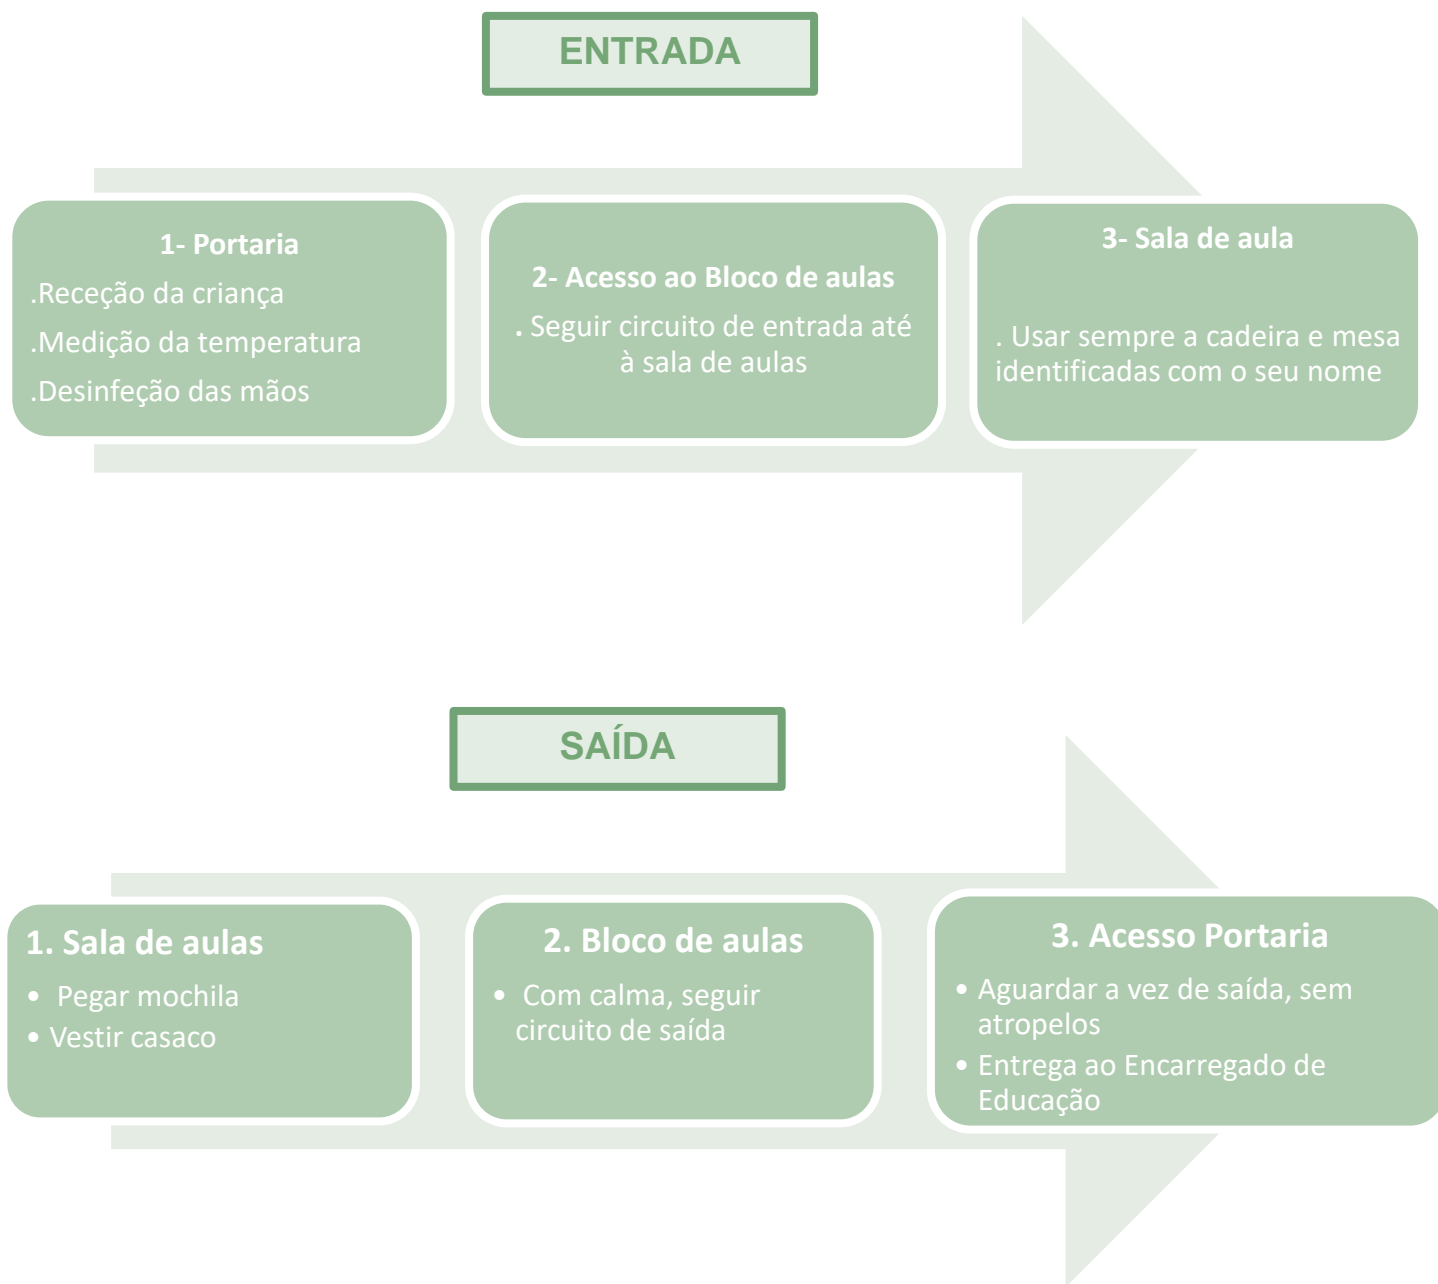 ENTRADA
1- Portaria
.Receção da criança
.Medição da temperatura
.Desinfeção das mãos
2- Acesso ao Bloco de aulas
. Seguir circuito de entrada até
à sala de aulas
3- Sala de aula
. Usar sempre a cadeira e mesa
identificadas com o seu nome
SAÍDA
1. Sala de aulas
• Pegar mochila
• Vestir casaco
2. Bloco de aulas
• Com calma, seguir
circuito de saída
3. Acesso Portaria
• Aguardar a vez de saída, sem
atropelos
• Entrega ao Encarregado de
Educação